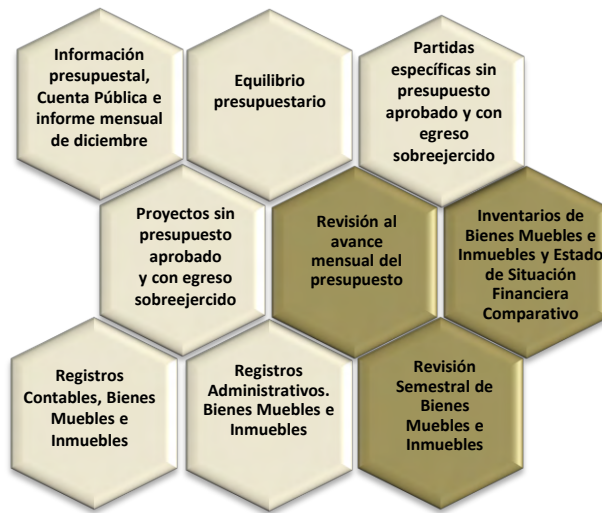 Información
presupuestal,
Cuenta Pública e
informe mensual
de diciembre
Equilibrio
presupuestario
Partidas
específicas sin
presupuesto
aprobado y con
egreso
sobreejercido
Proyectos sin
presupuesto
aprobado
y con egreso
sobreejercido
Revisión al
avance
mensual del
presupuesto
Inventarios de
Bienes Muebles e
Inmuebles y Estado
de Situación
Financiera
Comparativo
Registros
Contables, Bienes
Muebles e
Inmuebles
Registros
Administrativos.
Bienes Muebles e
Inmuebles
Revisión
Semestral de
Bienes
Muebles e
Inmuebles